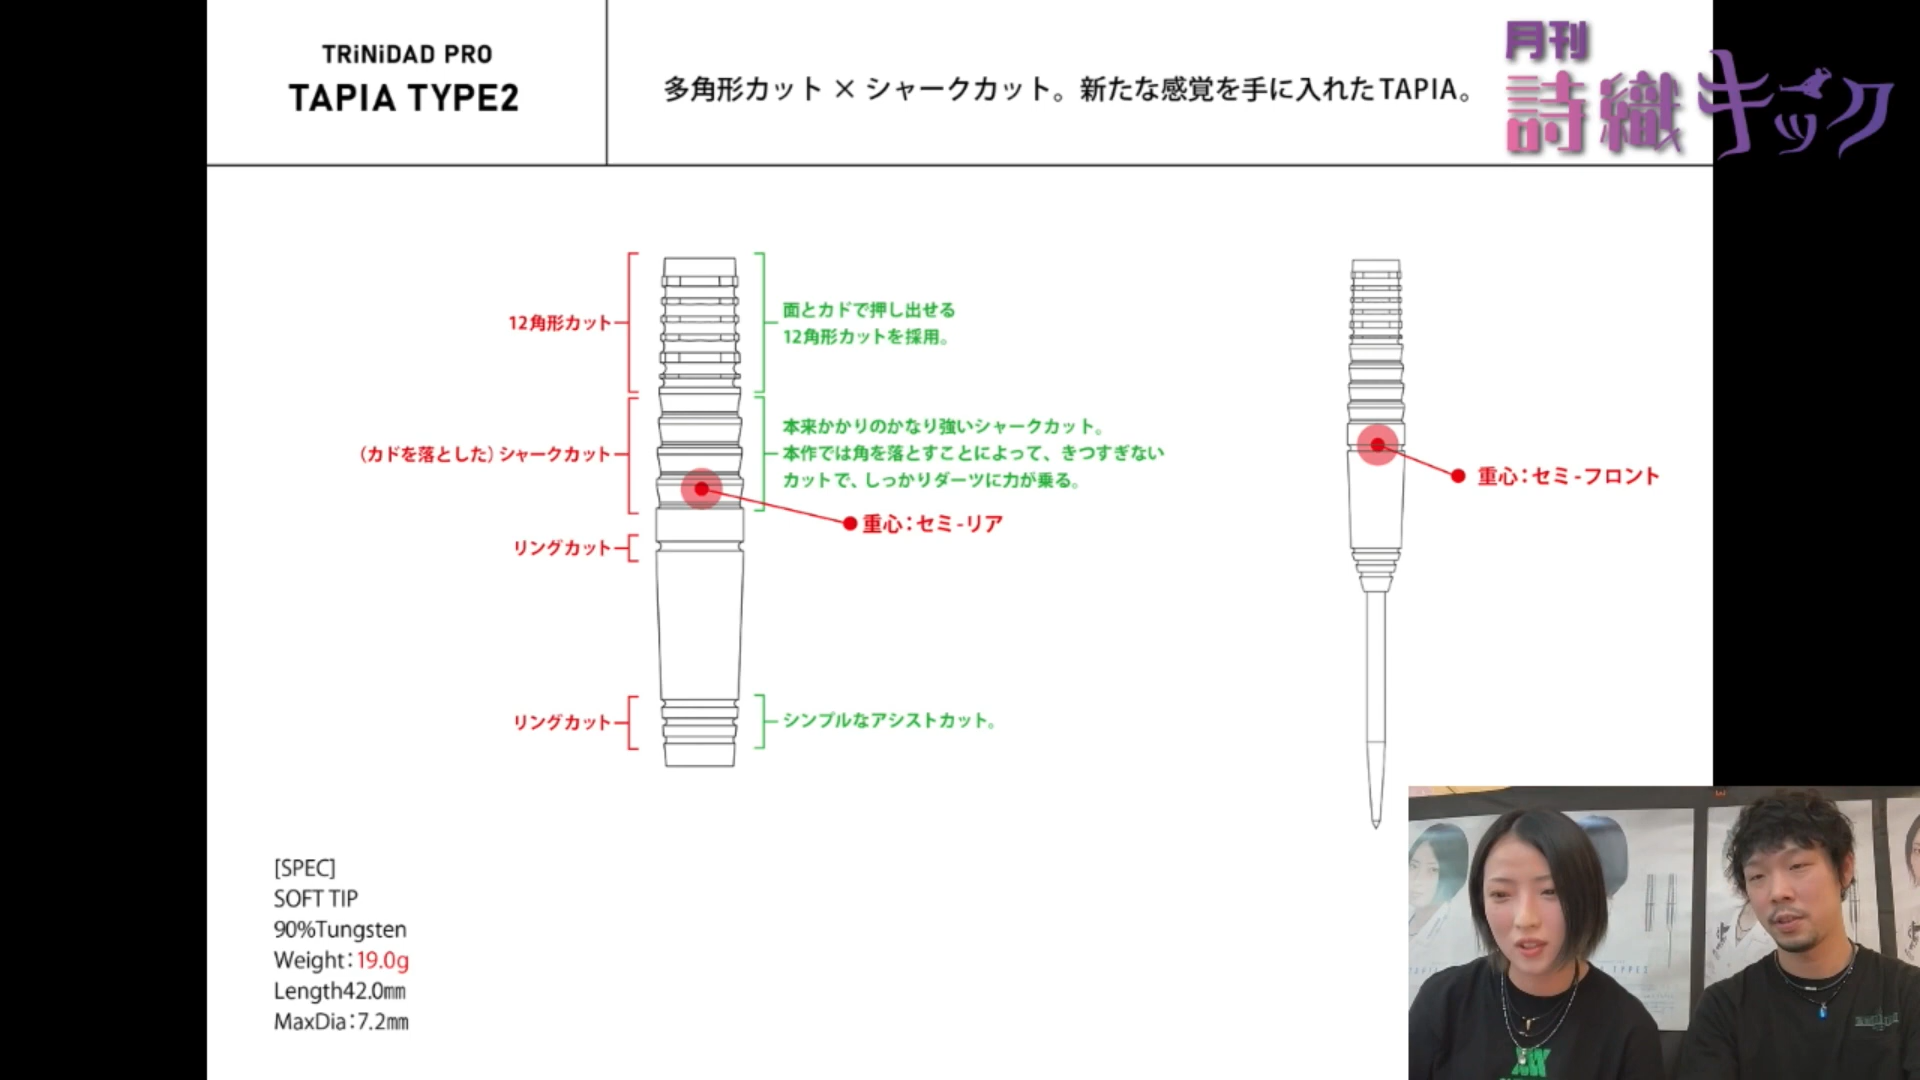 TRiNiDAD PRO
TAPIA TYPE2
多角形カット × シャークカット。新たな感覚を手に入れたTAPIA。
月刊
詩織キック
12角形カット
面とカドで押し出せる
12角形カットを採用。
（カドを落とした）シャークカット
本来かかりのかなり強いシャークカット。
本作では角を落とすことによって、きつすぎない
カットで、しっかりダーツに力が乗る。
重心：セミ-リア
重心：セミ-フロント
リングカット
リングカット
シンプルなアシストカット。
[SPEC]
SOFT TIP
90%Tungsten
Weight：19.0g
Length42.0㎜
MaxDia：7.2㎜